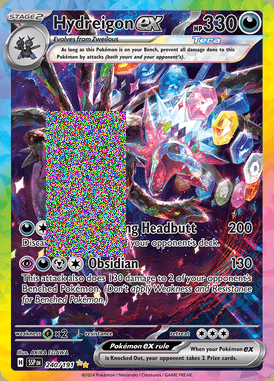 STAGE2
Hydreigon ex
HP 330
Evolves from Zweilous
Tera
As long as this Pokémon is on your Bench, prevent all damage done to this
Pokémon by attacks (both yours and your opponent's).
Headbutt 200
your opponent's deck.
Obsidian 130
This attack also does 130 damage to 2 of your opponent's
Benched Pokémon. (Don't apply Weakness and Resistance
for Benched Pokémon.)
weakness ×2 resistance retreat
Illus. AKIRA EGAWA
Pokémon ex rule
When your Pokémon ex
is Knocked Out, your opponent takes 2 Prize cards.
H SSP EN 240/191
©2024 Pokémon / Nintendo / Creatures / GAME FREAK